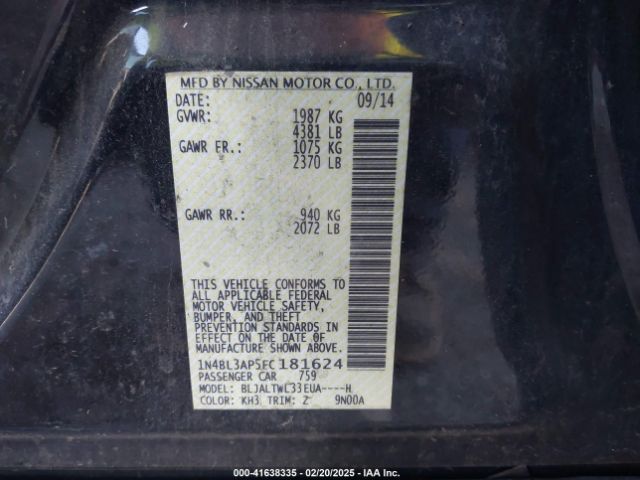 MFD BY NISSAN MOTOR CO., LTD.
DATE: 09/14
GVWR: 1987 KG
4381 LB
GAWR FR.: 1075 KG
2370 LB
GAWR RR.: 940 KG
2072 LB
THIS VEHICLE CONFORMS TO
ALL APPLICABLE FEDERAL
MOTOR VEHICLE SAFETY,
BUMPER, AND THEFT
PREVENTION STANDARDS IN
EFFECT ON THE DATE OF
MANUFACTURE SHOWN ABOVE.
1N4BL3AP5FC181624
PASSENGER CAR 759
MODEL: BLJALTWL33EUA----H
COLOR: KH3 TRIM: Z 9N00A
000-41638335 - 02/20/2025 - IAA Inc.